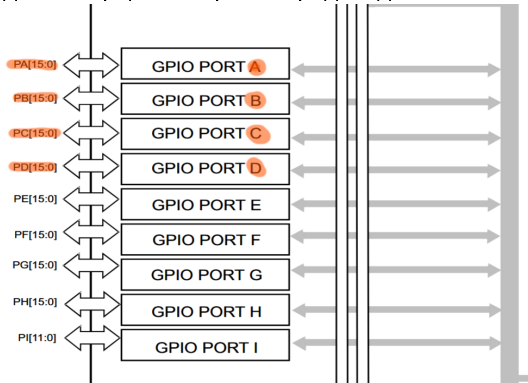 PA[15:0] GPIO PORT A
PB[15:0] GPIO PORT B
PC[15:0] GPIO PORT C
PD[15:0] GPIO PORT D
PE[15:0] GPIO PORT E
PF[15:0] GPIO PORT F
PG[15:0] GPIO PORT G
PH[15:0] GPIO PORT H
PI[11:0] GPIO PORT I